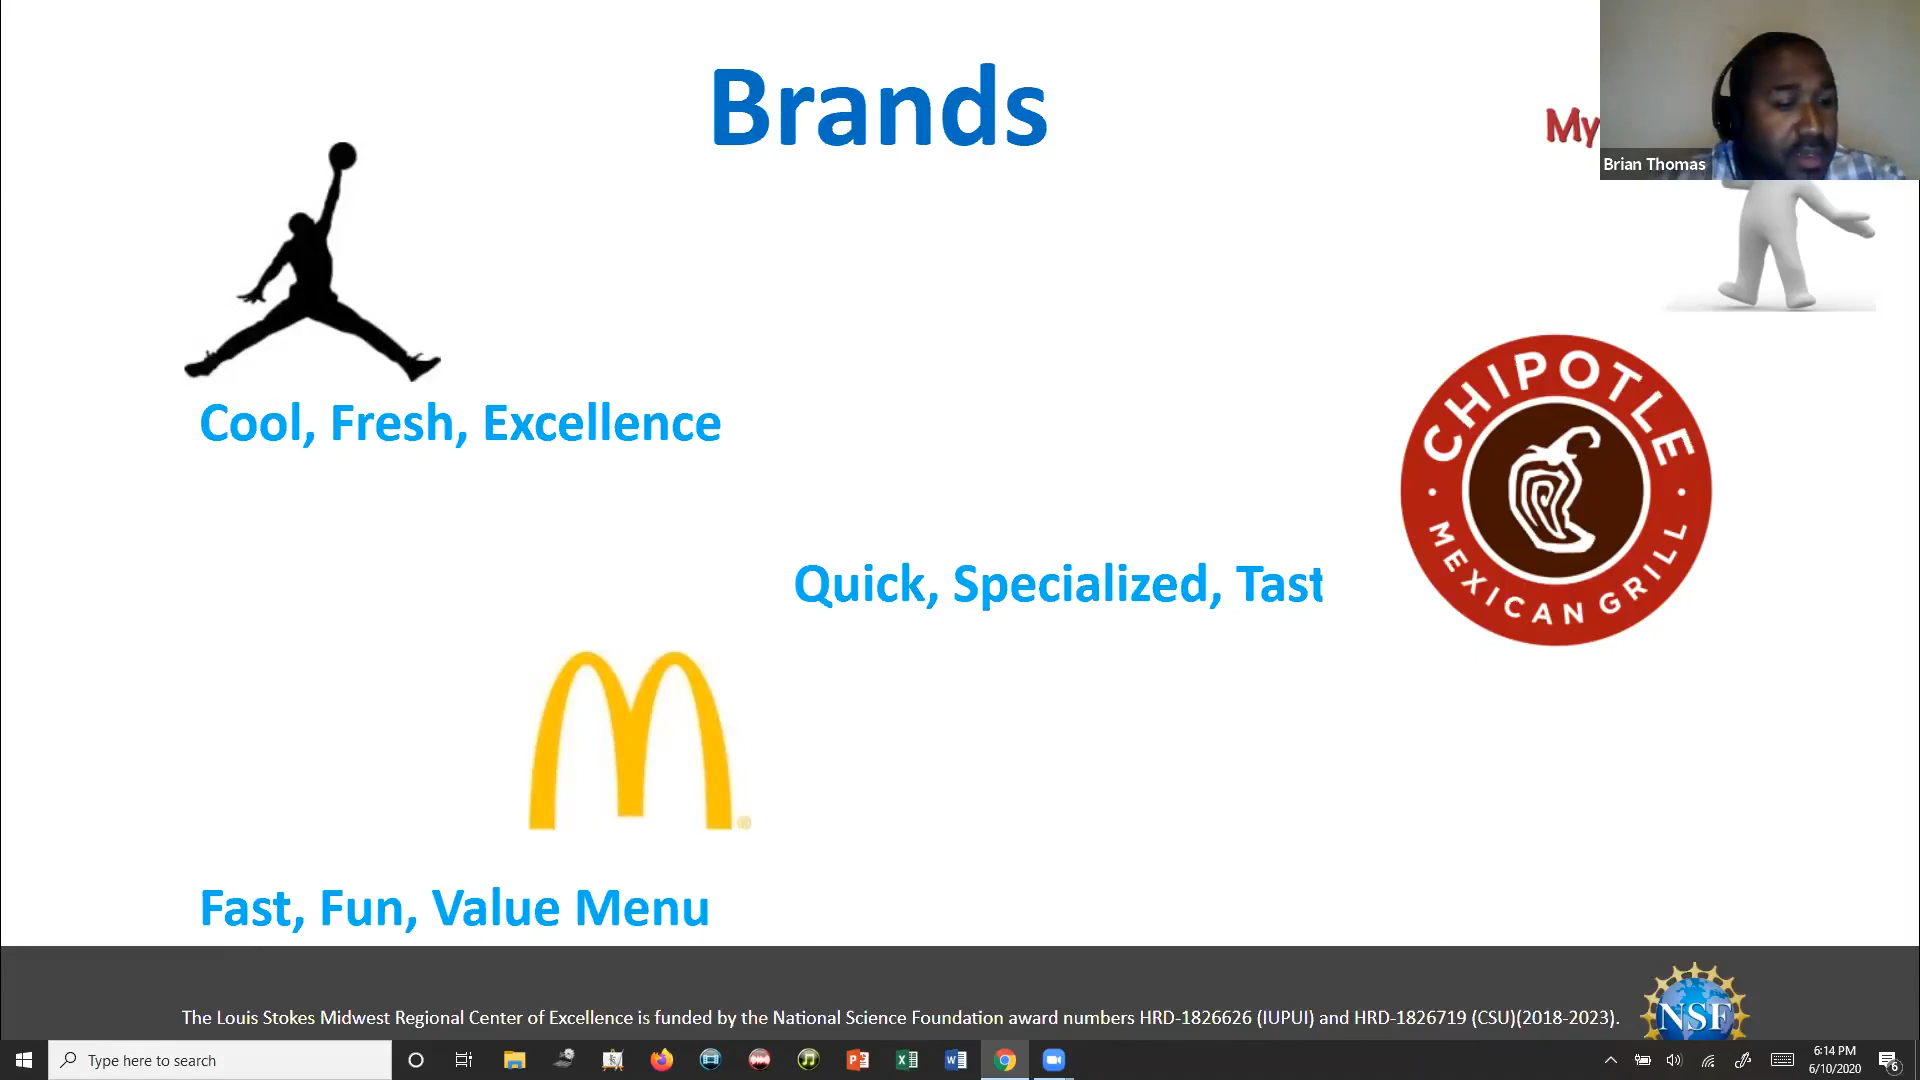 Brands
My
Brian Thomas
Cool, Fresh, Excellence
CHIPOTLE
MEXICAN GRILL
Quick, Specialized, Tast
Fast, Fun, Value Menu
The Louis Stokes Midwest Regional Center of Excellence is funded by the National Science Foundation award numbers HRD-1826626 (IUPUI) and HRD-1826719 (CSU)(2018-2023).
NSF
Type here to search
6:14 PM
6/10/2020
6